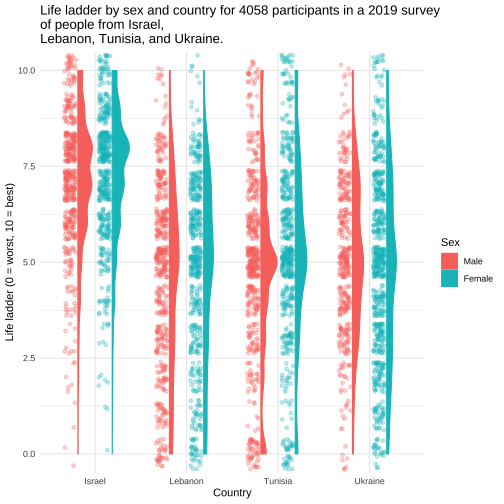 Life ladder by sex and country for 4058 participants in a 2019 survey
of people from Israel,
Lebanon, Tunisia, and Ukraine.
Life ladder (0 = worst, 10 = best)
10.0
7.5
5.0
2.5
0.0
Israel
Lebanon
Tunisia
Ukraine
Country
Sex
Male
Female